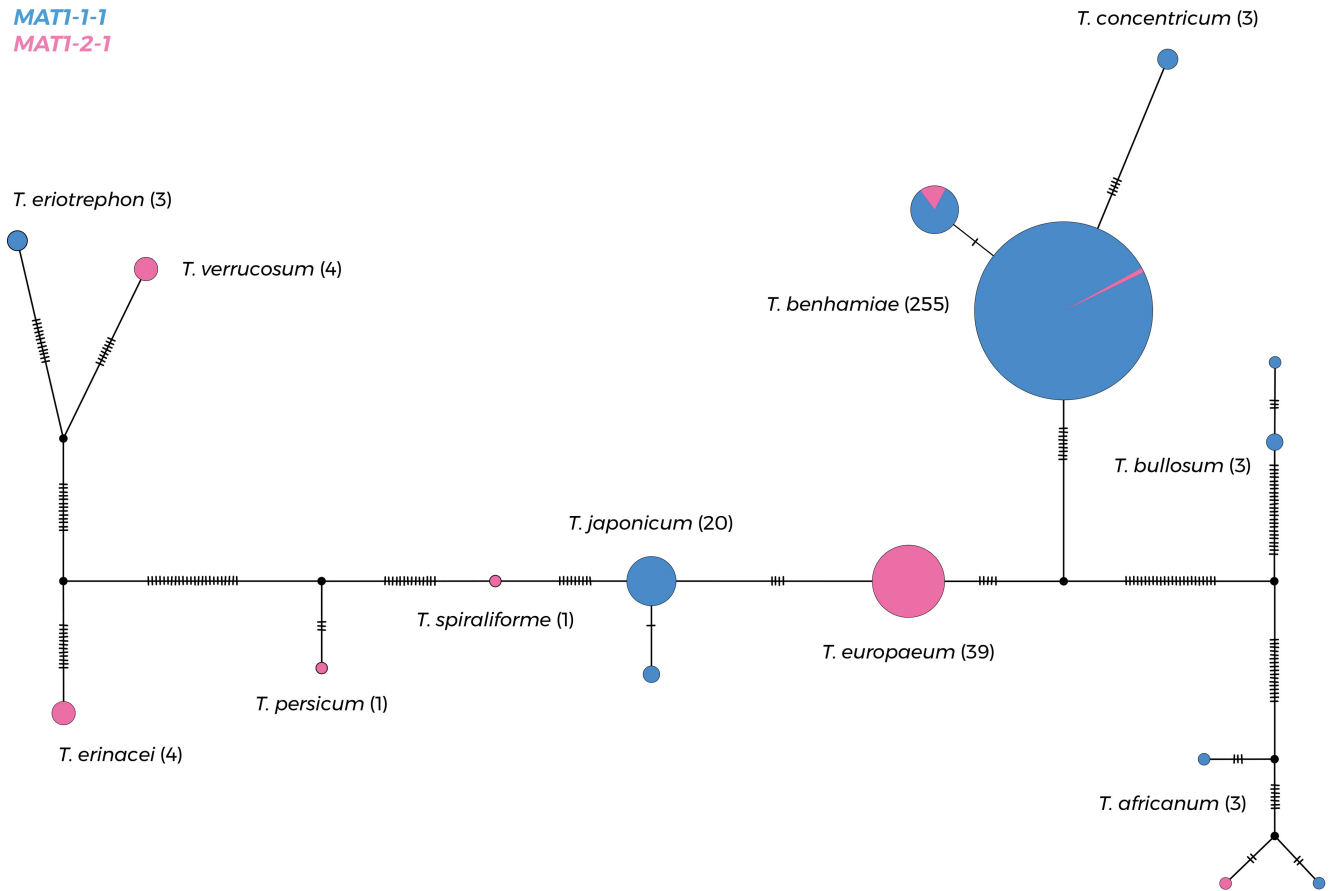 MAT1-1-1
MAT1-2-1
T. concentricum (3)
T. eriotrephon (3)
T. verrucosum (4)
T. benhamiae (255)
T. bullosum (3)
T. japonicum (20)
T. spiraliforme (1)
T. europaeum (39)
T. persicum (1)
T. erinacei (4)
T. africanum (3)